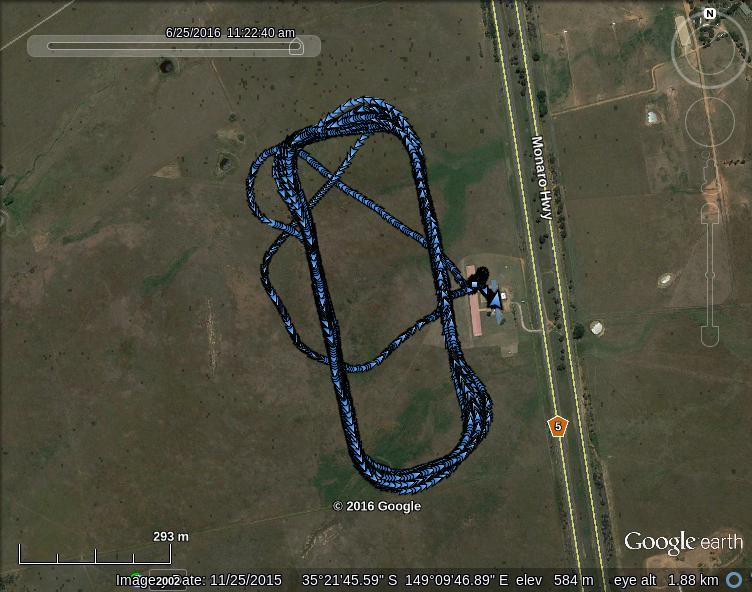 6/25/2016 11:22:40 am
N
Monaro Hwy
5
© 2016 Google
293 m
Google earth
2002
Imagery Date: 11/25/2015 35°21'45.59" S 149°09'46.89" E elev 584 m eye alt 1.88 km